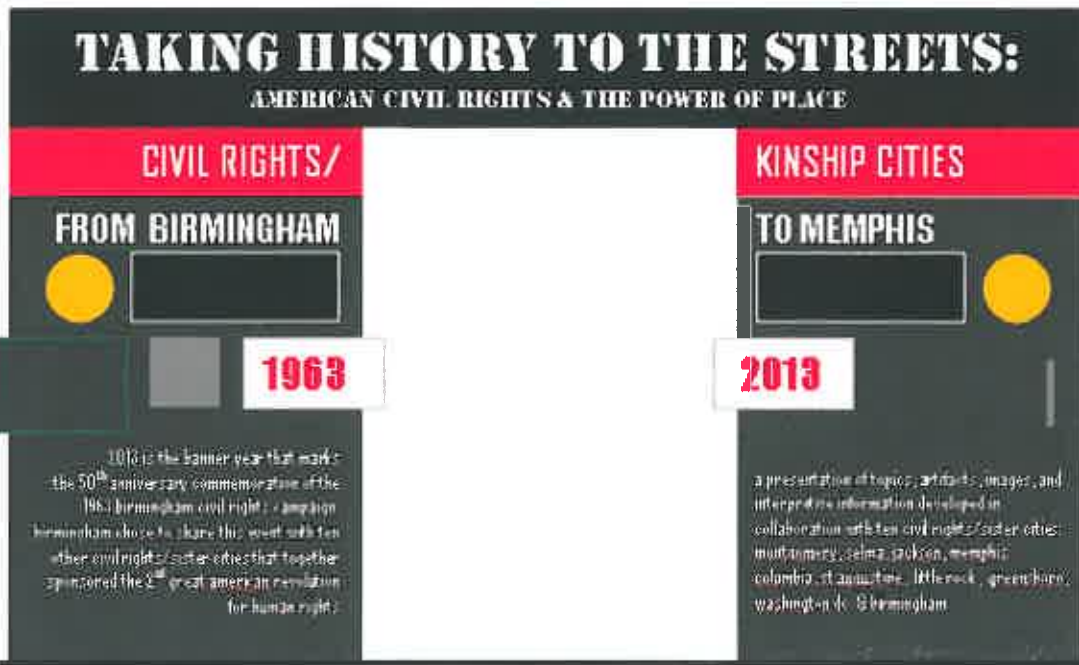 TAKING HISTORY TO THE STREETS:
AMERICAN CIVIL RIGHTS & THE POWER OF PLACE
CIVIL RIGHTS/
FROM BIRMINGHAM
1963
2013 is the banner year that marks
the 50th anniversary commemoration of the
1963 birmingham civil rights campaign
birmingham chose to share this event with ten
other civil rights/sister cities that together
sponsored the 2nd great american revolution
for human rights
KINSHIP CITIES
TO MEMPHIS
2013
a presentation of topics, artifacts, images, and
interpretive information developed in
collaboration with ten civil rights/sister cities
montgomery, selma, jackson, memphis
columbia, st augustine, little rock, greensboro,
washington dc & birmingham